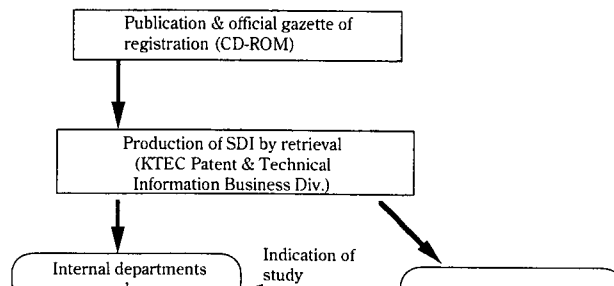 Publication & official gazette of
registration (CD-ROM)
Production of SDI by retrieval
(KTEC Patent & Technical
Information Business Div.)
Internal departments
Indication of
study